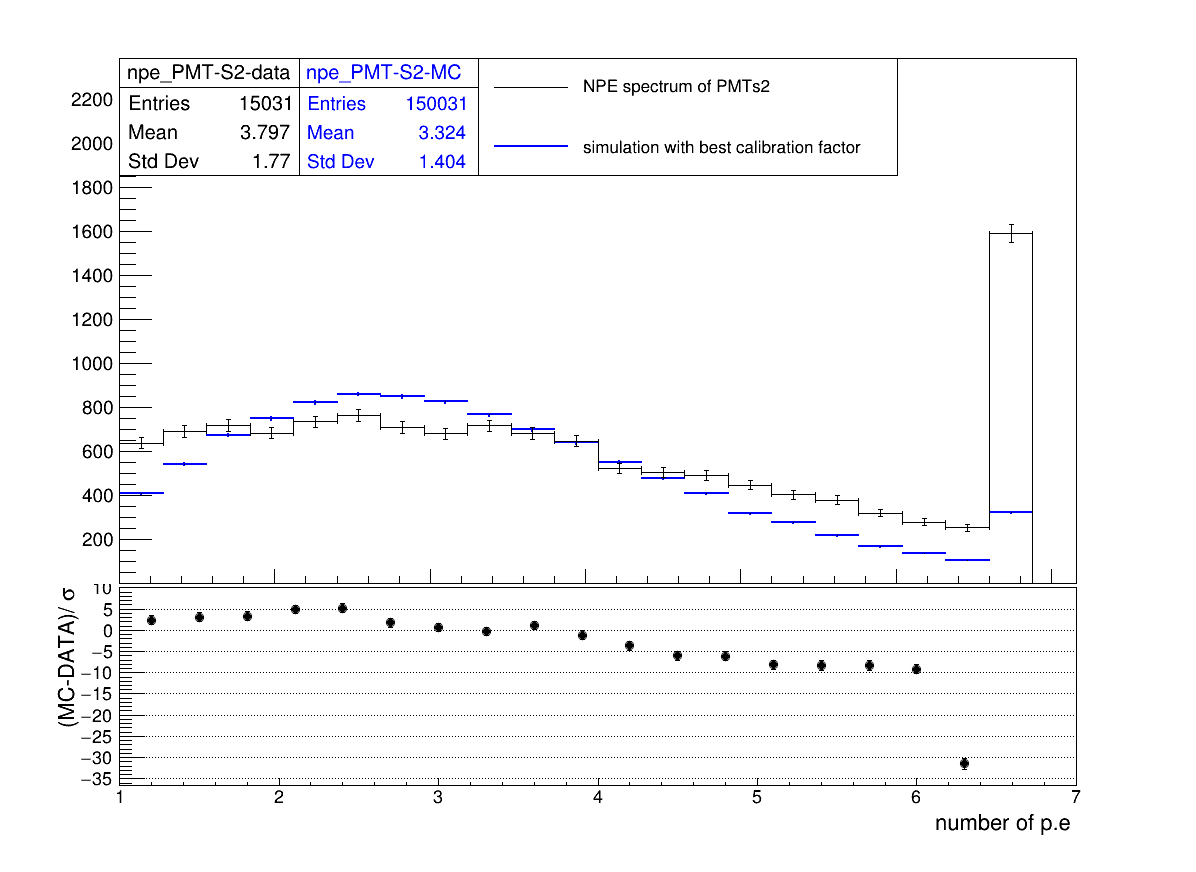 npe_PMT-S2-data npe_PMT-S2-MC
Entries 15031 Entries 150031
Mean 3.797 Mean 3.324
Std Dev 1.77 Std Dev 1.404
NPE spectrum of PMTs2
simulation with best calibration factor
2200
2000
1800
1600
1400
1200
1000
800
600
400
200
(MC-DATA)/ σ
10
5
0
−5
−10
−15
−20
−25
−30
−35
1 2 3 4 5 6 7
number of p.e